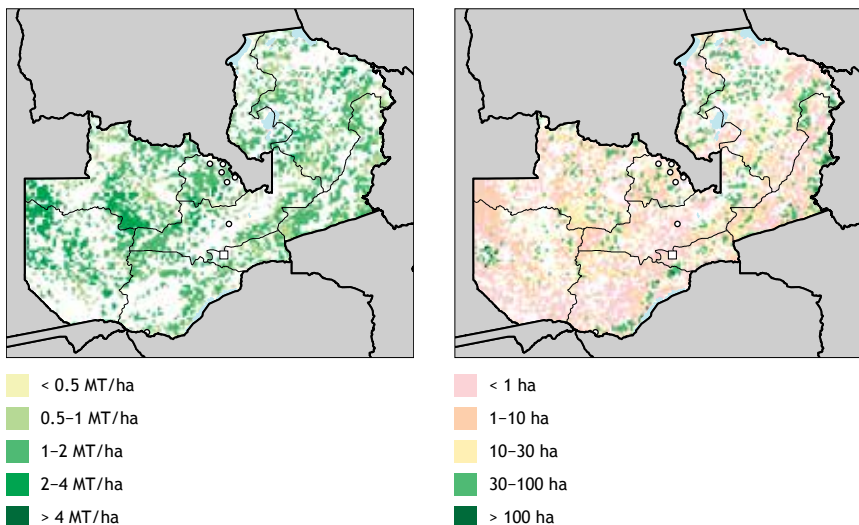 < 0.5 MT/ha
0.5–1 MT/ha
1–2 MT/ha
2–4 MT/ha
> 4 MT/ha
< 1 ha
1–10 ha
10–30 ha
30–100 ha
> 100 ha